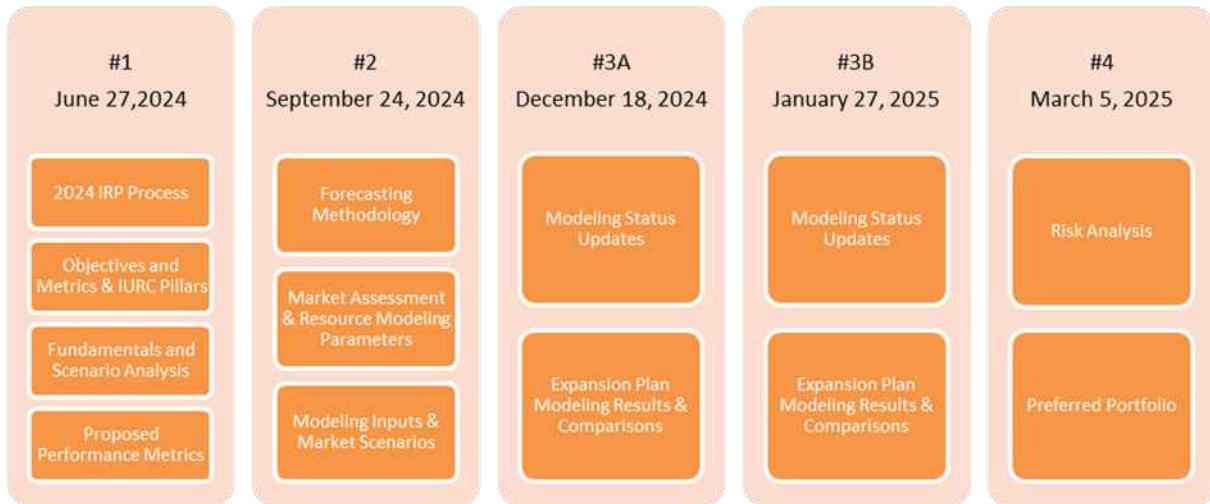 #1
June 27,2024
2024 IRP Process
Objectives and
Metrics & IURC Pillars
Fundamentals and
Scenario Analysis
Proposed
Performance Metrics
#2
September 24, 2024
Forecasting
Methodology
Market Assessment
& Resource Modeling
Parameters
Modeling Inputs &
Market Scenarios
#3A
December 18, 2024
Modeling Status
Updates
Expansion Plan
Modeling Results &
Comparisons
#3B
January 27, 2025
Modeling Status
Updates
Expansion Plan
Modeling Results &
Comparisons
#4
March 5, 2025
Risk Analysis
Preferred Portfolio